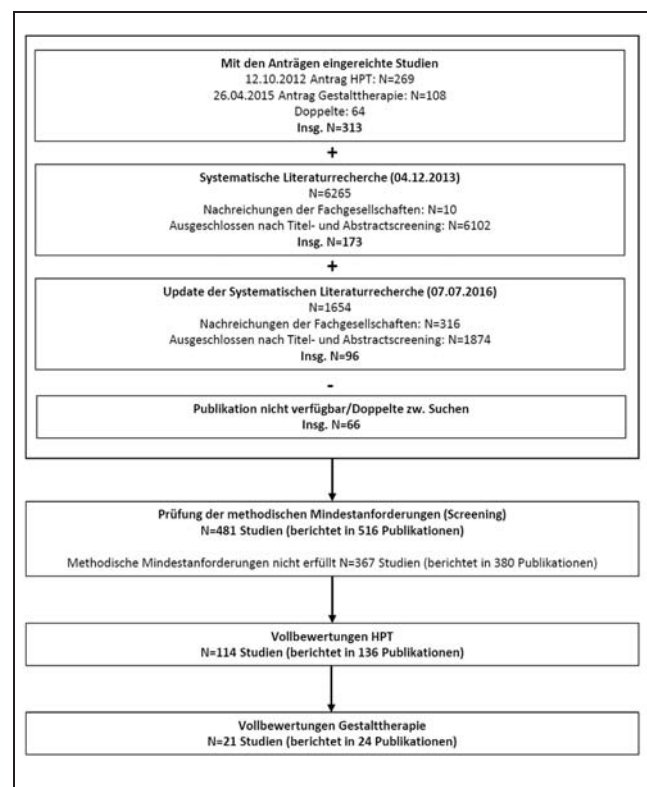 Mit den Anträgen eingereichte Studien
12.10.2012 Antrag HPT: N=269
26.04.2015 Antrag Gestalttherapie: N=108
Doppelte: 64
Insg. N=313
+
Systematische Literaturrecherche (04.12.2013)
N=6265
Nachreichungen der Fachgesellschaften: N=10
Ausgeschlossen nach Titel- und Abstractscreening: N=6102
Insg. N=173
+
Update der Systematischen Literaturrecherche (07.07.2016)
N=1654
Nachreichungen der Fachgesellschaften: N=316
Ausgeschlossen nach Titel- und Abstractscreening: N=1874
Insg. N=96
-
Publikation nicht verfügbar/Doppelte zw. Suchen
Insg. N=66
Prüfung der methodischen Mindestanforderungen (Screening)
N=481 Studien (berichtet in 516 Publikationen)
Methodische Mindestanforderungen nicht erfüllt N=367 Studien (berichtet in 380 Publikationen)
Vollbewertungen HPT
N=114 Studien (berichtet in 136 Publikationen)
Vollbewertungen Gestalttherapie
N=21 Studien (berichtet in 24 Publikationen)